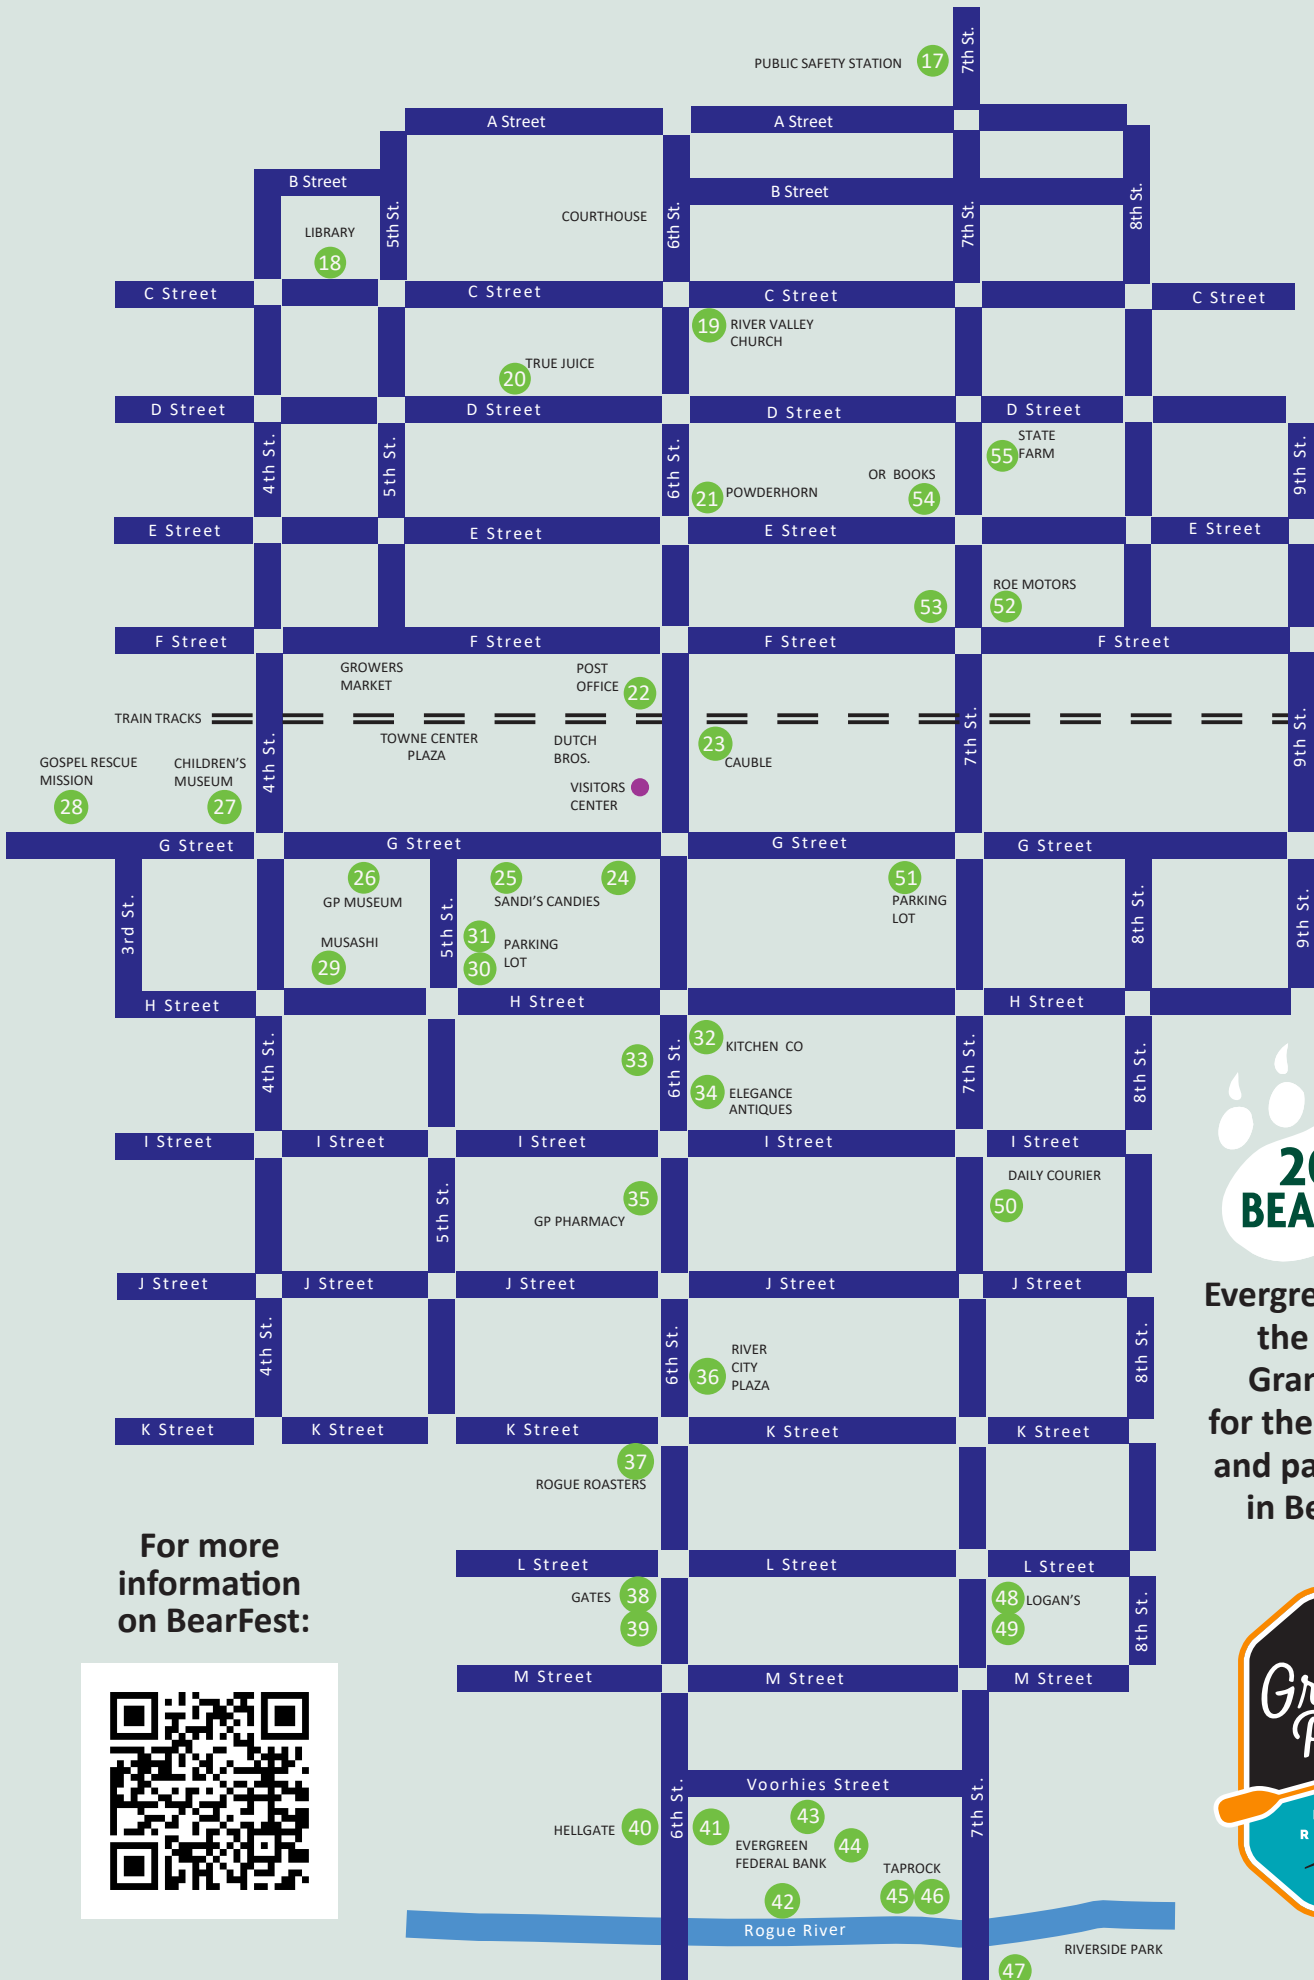 7th St.
PUBLIC SAFETY STATION 17
A Street
A Street
B Street
B Street
5th St.
COURTHOUSE
6th St.
7th St.
8th St.
LIBRARY
18
C Street
C Street
C Street
C Street
19 RIVER VALLEY
CHURCH
TRUE JUICE
20
D Street
D Street
D Street
D Street
4th St.
5th St.
6th St.
9th St.
STATE
FARM
55
OR BOOKS
54
21 POWDERHORN
E Street
E Street
E Street
E Street
ROE MOTORS
53
52
F Street
F Street
F Street
F Street
GROWERS
MARKET
POST
OFFICE 22
TRAIN TRACKS
4th St.
7th St.
9th St.
TOWNE CENTER
PLAZA
DUTCH
BROS.
23
CAUBLE
GOSPEL RESCUE
MISSION
28
CHILDREN'S
MUSEUM
27
VISITORS
CENTER
G Street
G Street
G Street
G Street
26
GP MUSEUM
25
24
SANDI'S CANDIES
51
PARKING
LOT
3rd St.
5th St.
8th St.
9th St.
MUSASHI
29
31
30
PARKING
LOT
H Street
H Street
H Street
4th St.
6th St.
7th St.
8th St.
32
KITCHEN CO
33
34 ELEGANCE
ANTIQUES
I Street
I Street
I Street
I Street
I Street
DAILY COURIER
50
35
GP PHARMACY
5th St.
J Street
J Street
J Street
J Street
J Street
4th St.
6th St.
8th St.
RIVER
CITY
PLAZA
36
K Street
K Street
K Street
K Street
K Street
37
ROGUE ROASTERS
L Street
L Street
L Street
GATES 38
39
48 LOGAN'S
49
8th St.
M Street
M Street
M Street
Voorhies Street
6th St.
7th St.
HELLGATE 40
41
43
44
EVERGREEN
FEDERAL BANK
TAPROCK
42
45 46
Rogue River
RIVERSIDE PARK
47
For more
information
on BearFest:
20
BEA
Evergre
the
Gran
for the
and pa
in Be
Gr
P
R